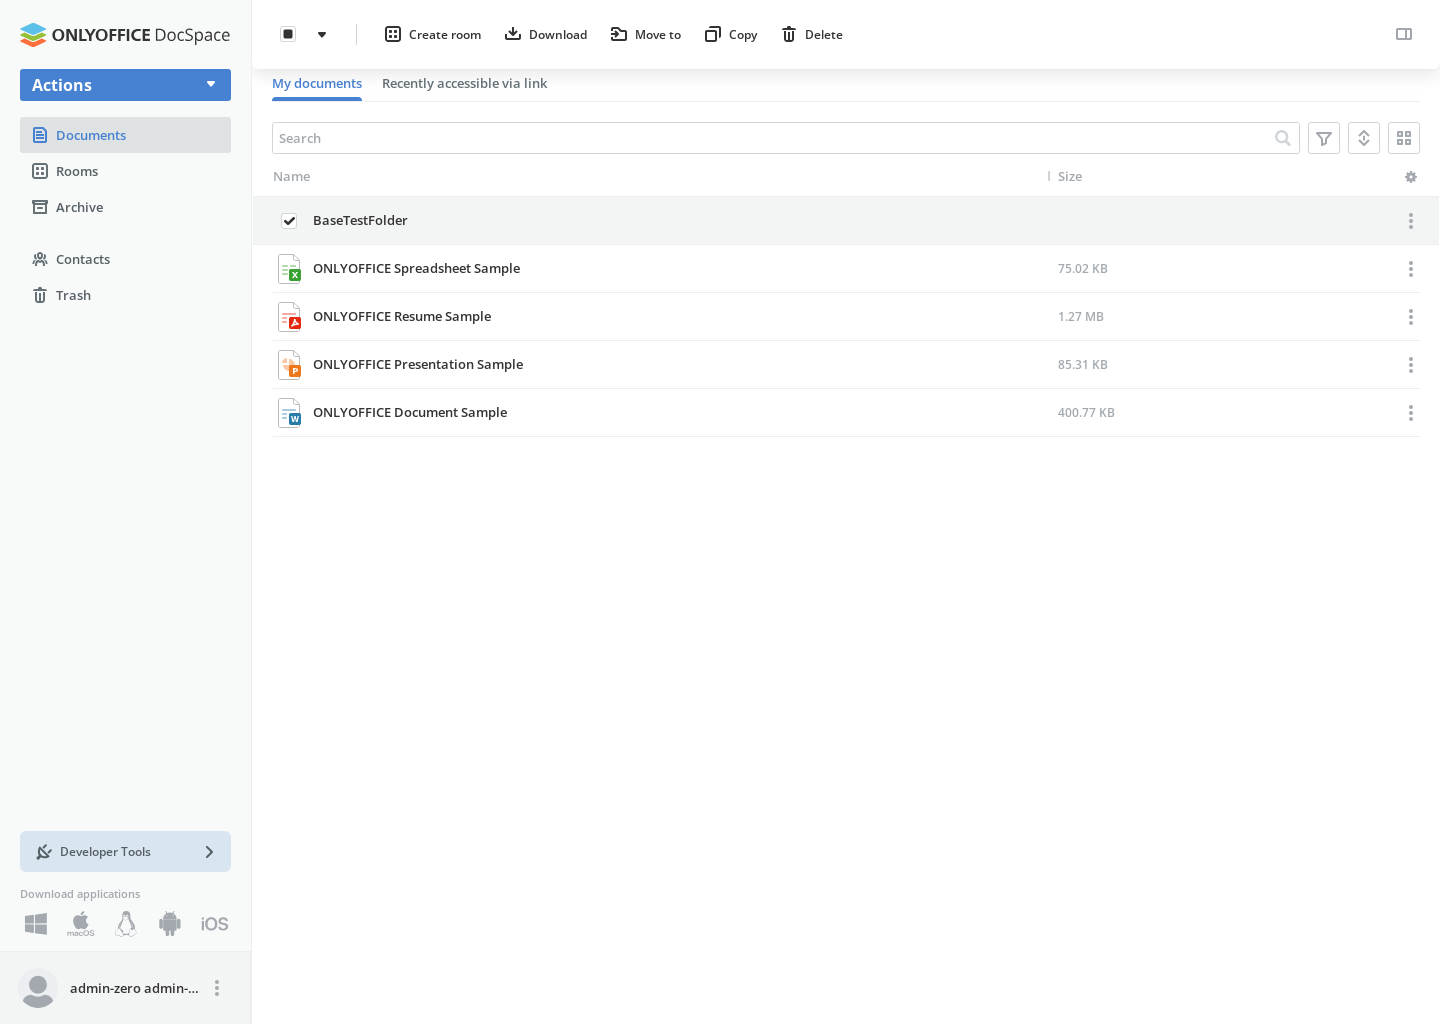 ONLYOFFICE DocSpace
Actions
Documents
Rooms
Archive
Contacts
Trash
Developer Tools
Download applications
macOS
iOS
admin-zero admin-...
Create room
Download
Move to
Copy
Delete
My documents
Recently accessible via link
Search
Name
Size
BaseTestFolder
ONLYOFFICE Spreadsheet Sample
75.02 KB
ONLYOFFICE Resume Sample
1.27 MB
ONLYOFFICE Presentation Sample
85.31 KB
ONLYOFFICE Document Sample
400.77 KB